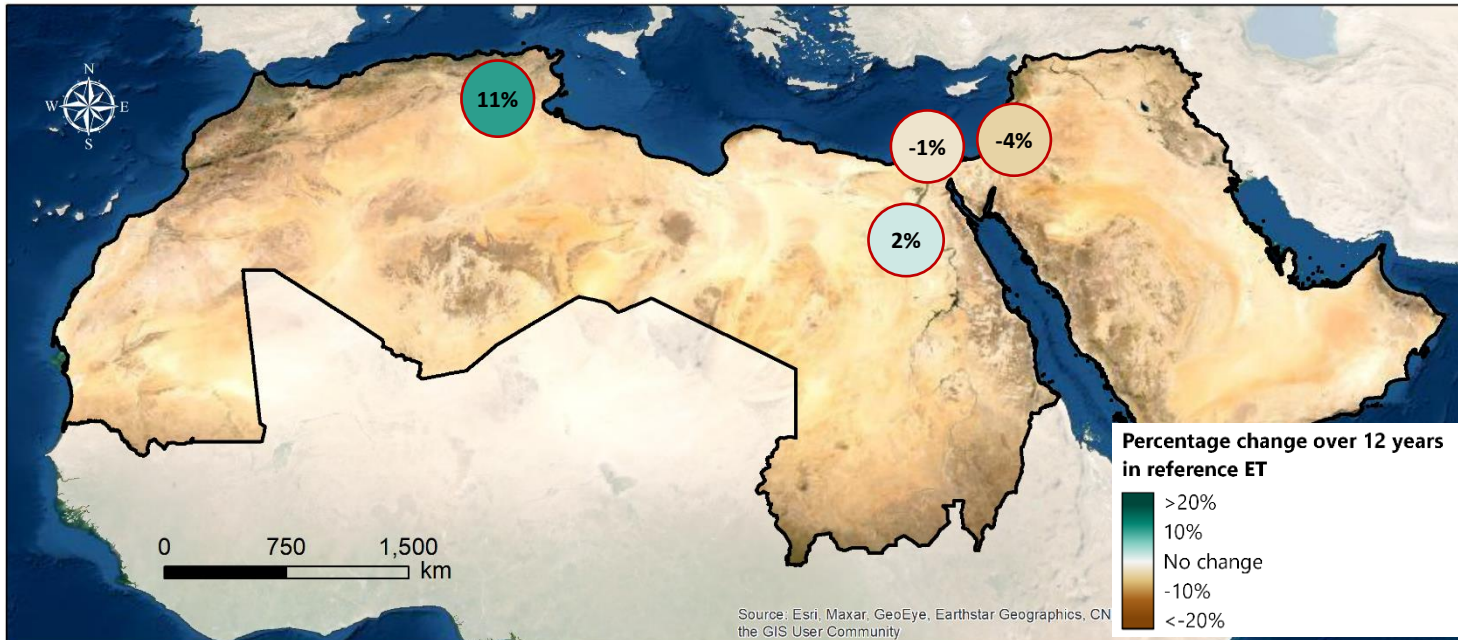 N
W E
S
11%
-1%
-4%
2%
Percentage change over 12 years
in reference ET
>20%
10%
No change
-10%
<-20%
0 750 1,500
km
Source: Esri, Maxar, GeoEye, Earthstar Geographics, CN
the GIS User Community